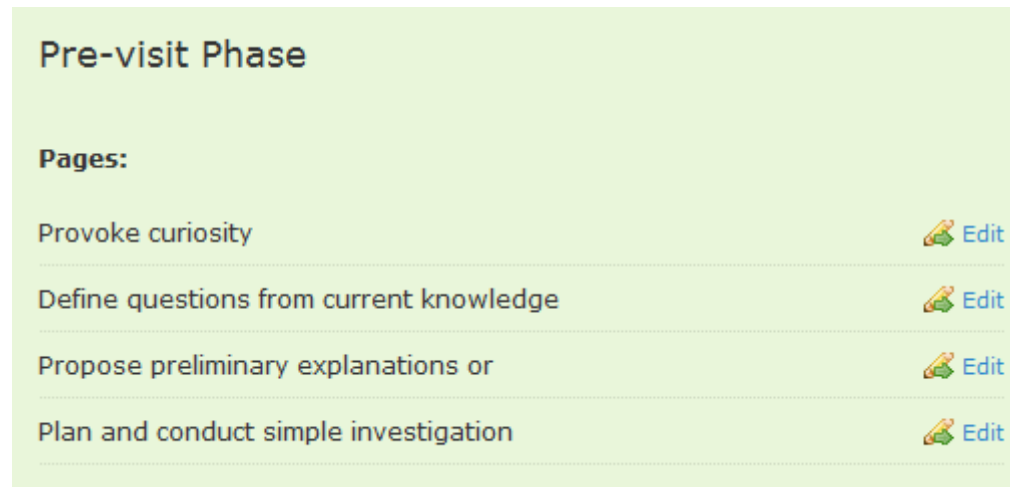 Pre-visit Phase
Pages:
Provoke curiosity Edit
Define questions from current knowledge Edit
Propose preliminary explanations or Edit
Plan and conduct simple investigation Edit